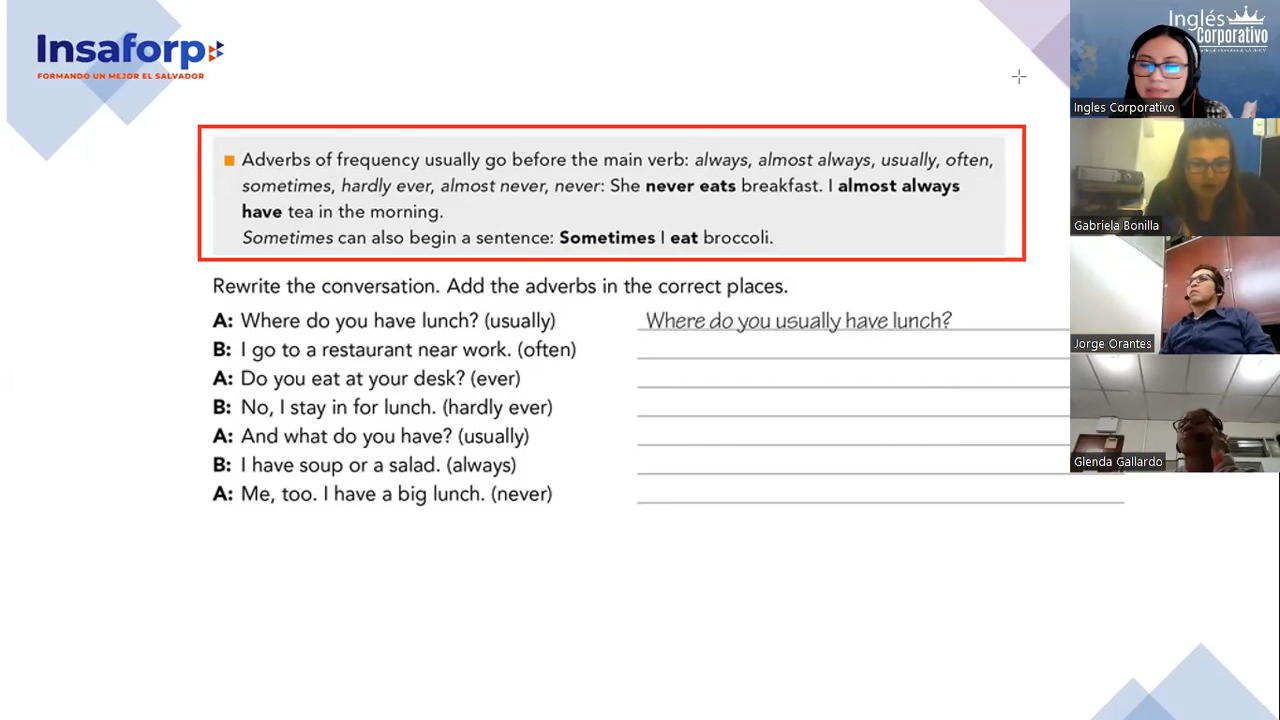 Insaforp
FORMANDO UN MEJOR EL SALVADOR
Adverbs of frequency usually go before the main verb: always, almost always, usually, often,
sometimes, hardly ever, almost never, never: She never eats breakfast. I almost always
have tea in the morning.
Sometimes can also begin a sentence: Sometimes I eat broccoli.
Rewrite the conversation. Add the adverbs in the correct places.
A: Where do you have lunch? (usually) Where do you usually have lunch?
B: I go to a restaurant near work. (often)
A: Do you eat at your desk? (ever)
B: No, I stay in for lunch. (hardly ever)
A: And what do you have? (usually)
B: I have soup or a salad. (always)
A: Me, too. I have a big lunch. (never)
Inglés
Corporativo
Ingles Corporativo
Gabriela Bonilla
Jorge Orantes
Glenda Gallardo